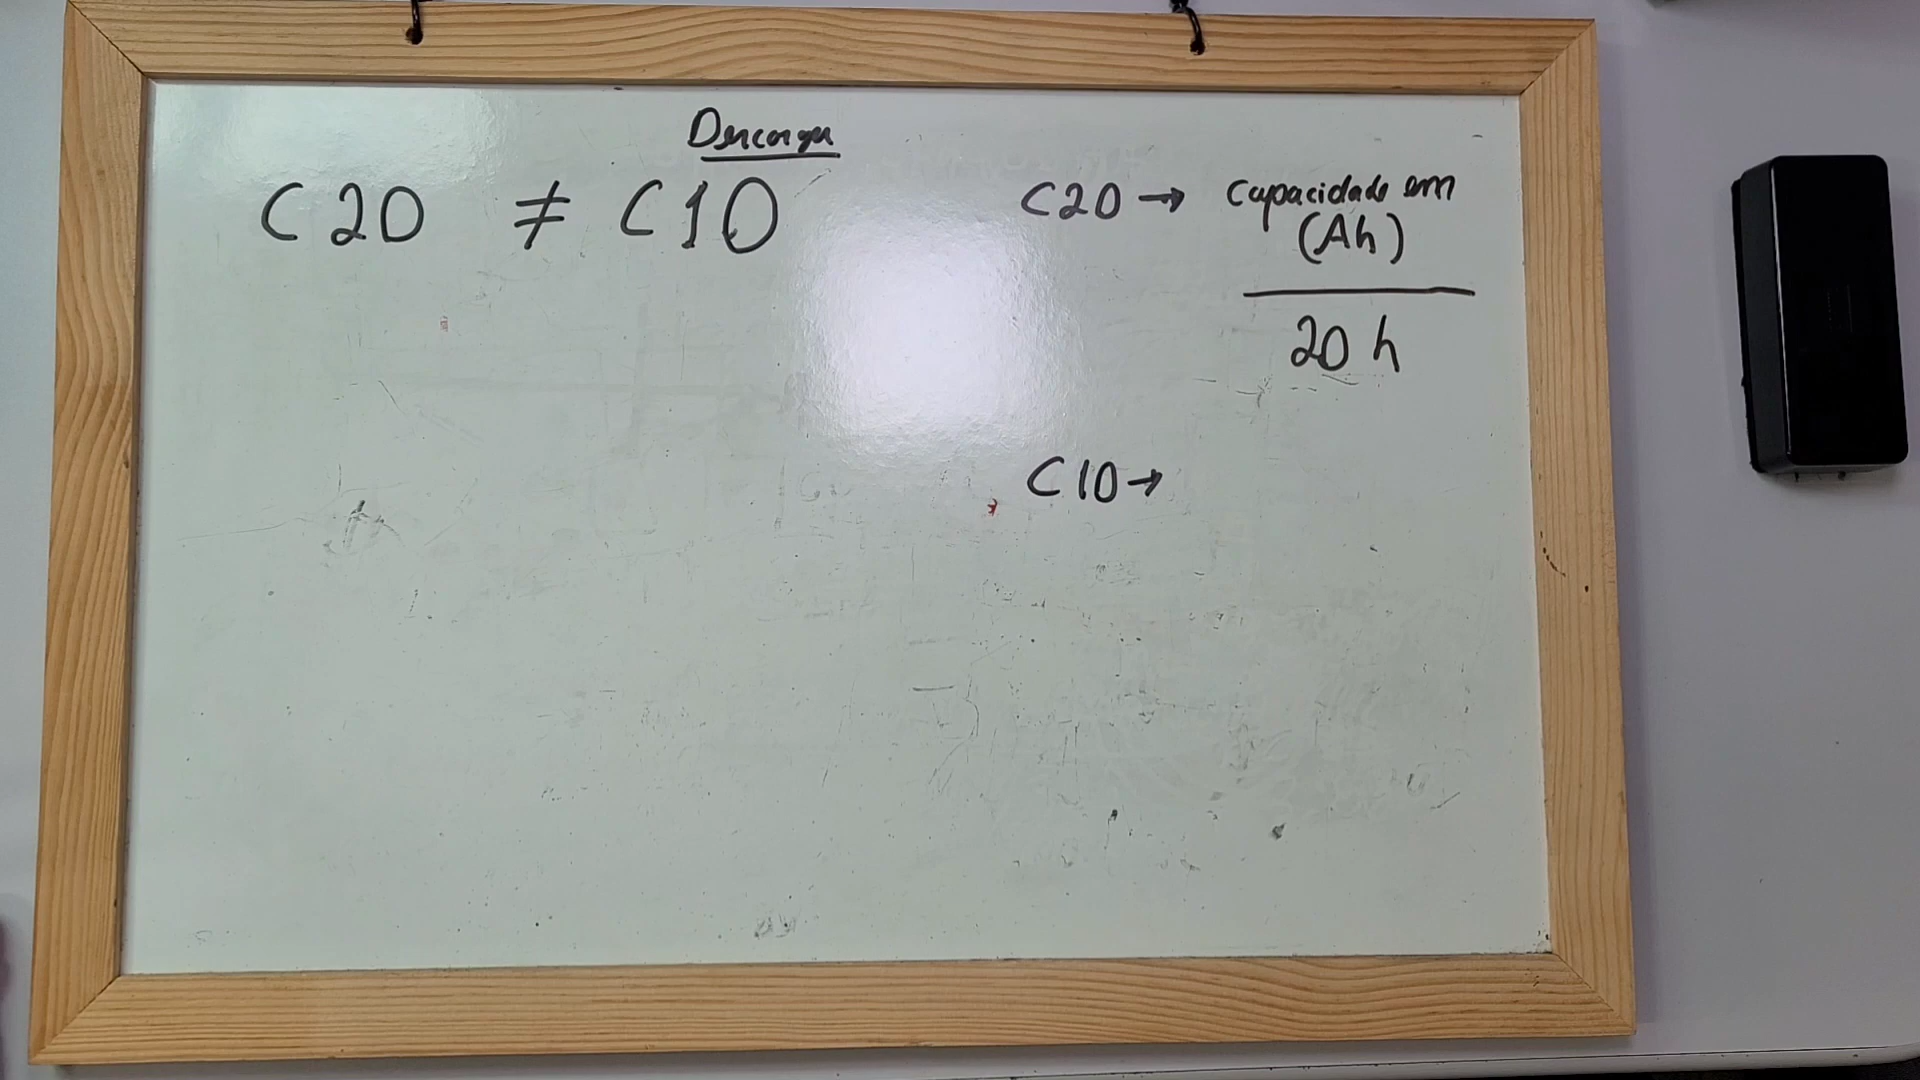 Descarga
C20 ≠ C10
C20 → Capacidade em
(Ah)
20 h
C10 →